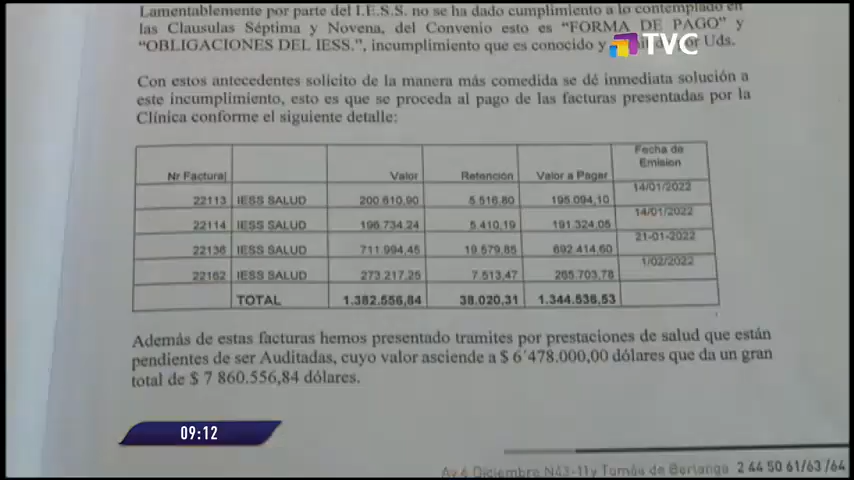 Lamentablemente por parte del I.E.S.S. no se ha dado cumplimiento a lo contemplado en
las Clausulas Séptima y Novena, del Convenio esto es “FORMA DE PAGO” y
“OBLIGACIONES DEL IESS.”, incumplimiento que es conocido y or Uds.
TVC
Con estos antecedentes solicito de la manera más comedida se dé inmediata solución a
este incumplimiento, esto es que se proceda al pago de las facturas presentadas por la
Clínica conforme el siguiente detalle:
Nr Factura Valor Retención Valor a Pagar Fecha de Emision
22113 IESS SALUD 200 610,90 5 516,80 195 094,10 14/01/2022
22114 IESS SALUD 196 734,24 5 410,19 191 324,05 14/01/2022
22136 IESS SALUD 711 994,45 19 579,85 692 414,60 21-01-2022
22162 IESS SALUD 273 217,25 7 513,47 265 703,78 1/02/2022
TOTAL 1.382.556,84 38.020,31 1.344.536,53
Además de estas facturas hemos presentado tramites por prestaciones de salud que están
pendientes de ser Auditadas, cuyo valor asciende a $ 6´478.000,00 dólares que da un gran
total de $ 7 860.556,84 dólares.
09:12
Av 6 Diciembre N43-11y Tomás de Berlanga 2 44 50 61/63/64